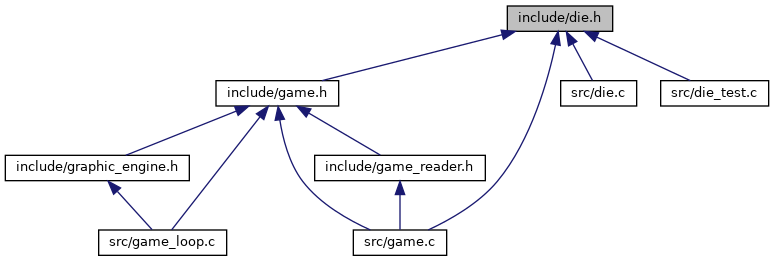 include/die.h
include/game.h
src/die.c
src/die_test.c
include/graphic_engine.h
include/game_reader.h
src/game_loop.c
src/game.c